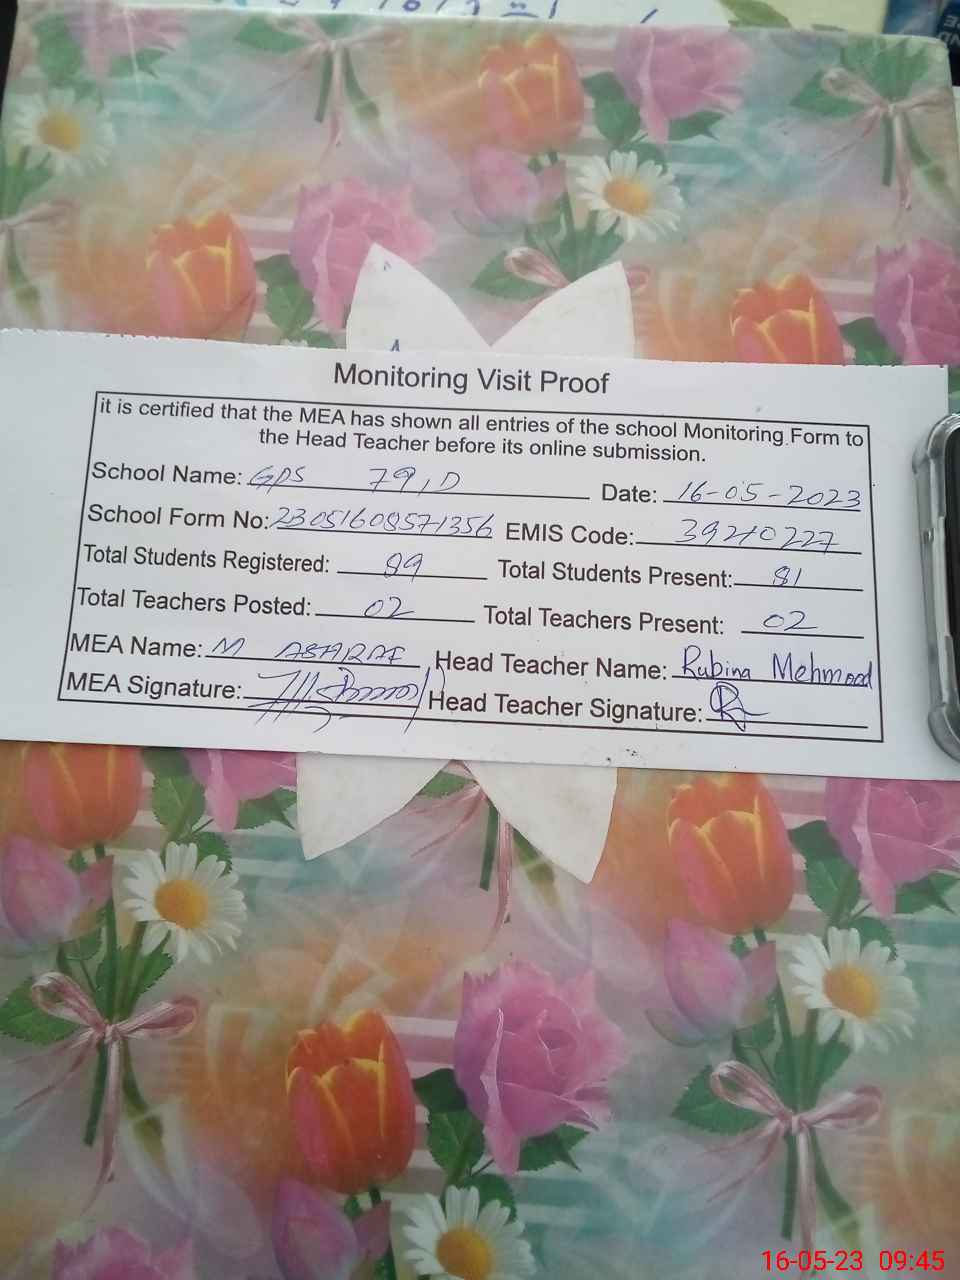 Monitoring Visit Proof
it is certified that the MEA has shown all entries of the school Monitoring Form to
the Head Teacher before its online submission.
School Name: GPS 79,D Date: 16-05-2023
School Form No: EMIS Code: 39210227
Total Students Registered: 99 Total Students Present: 81
Total Teachers Posted: 02 Total Teachers Present: 02
MEA Name: M ASHRAF Head Teacher Name: Rubina Mehmood
MEA Signature: Head Teacher Signature:
16-05-23 09:45